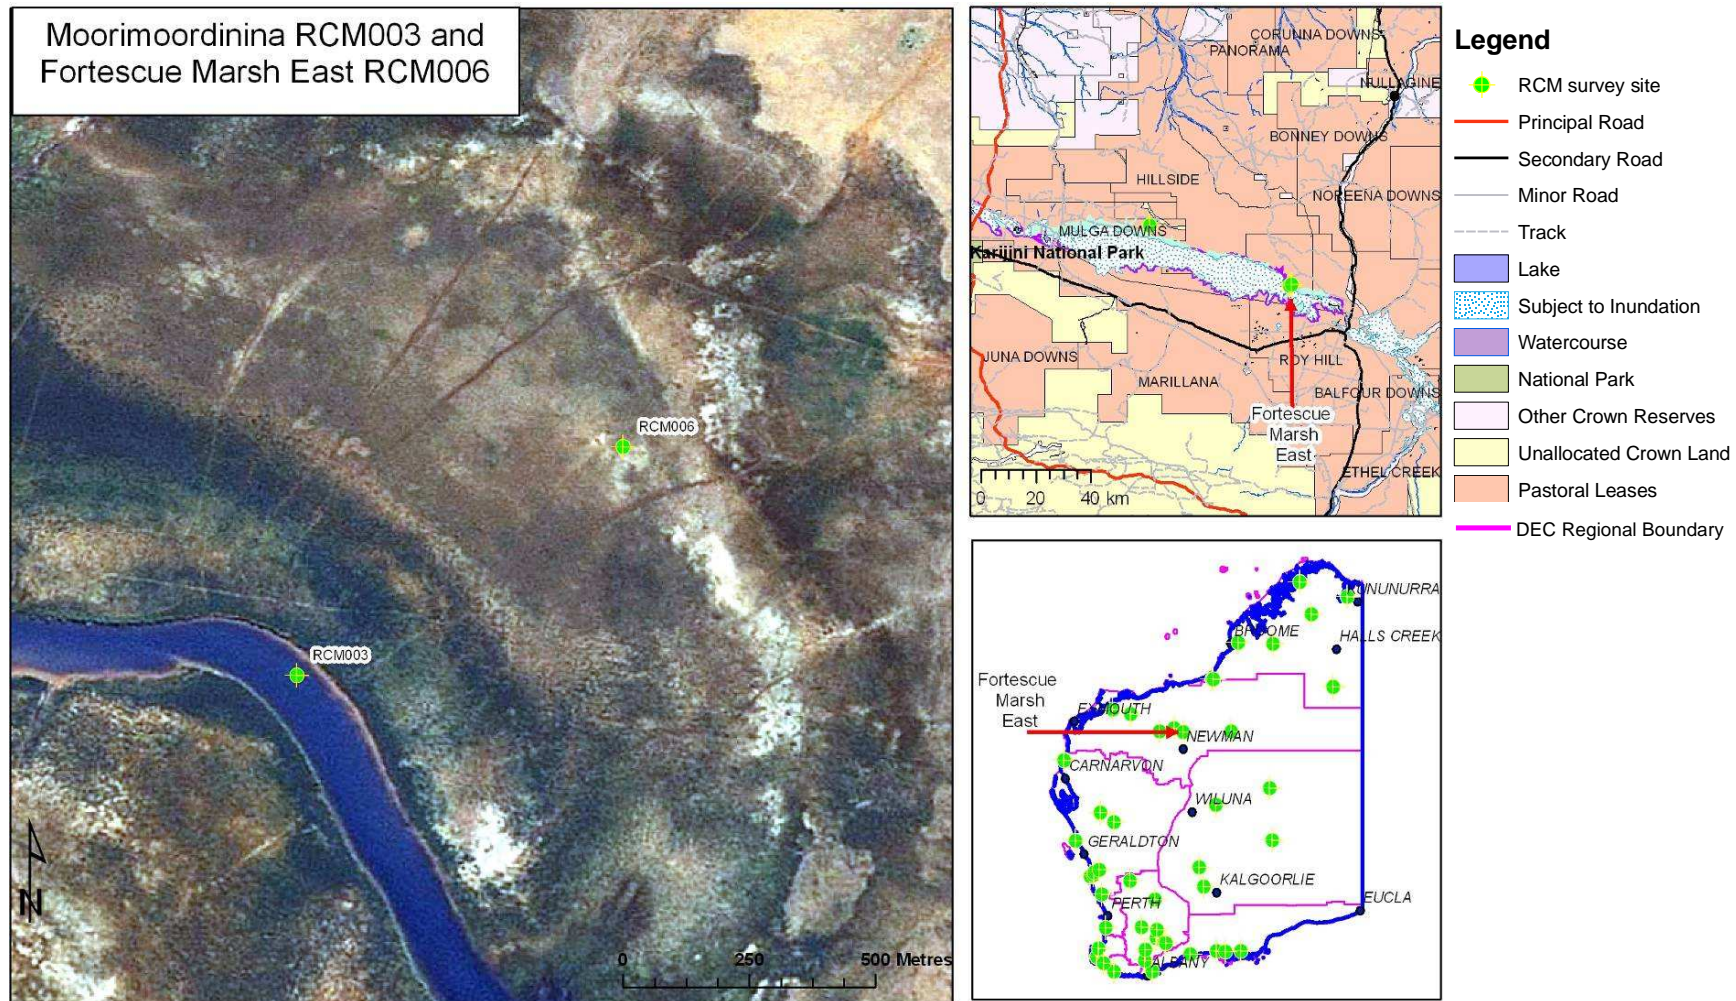 Moorimoordinina RCM003 and
Fortescue Marsh East RCM006
RCM006
RCM003
N
0 250 500 Metres
CORUNNA DOWNS
PANORAMA
NULLAGINE
BONNEY DOWNS
HILLSIDE
NOREENA DOWNS
MULGA DOWNS
Karijini National Park
JUNA DOWNS
ROY HILL
MARILLANA
BALFOUR DOWNS
Fortescue
Marsh
East
ETHEL CREEK
0 20 40 km
Legend
RCM survey site
Principal Road
Secondary Road
Minor Road
Track
Lake
Subject to Inundation
Watercourse
National Park
Other Crown Reserves
Unallocated Crown Land
Pastoral Leases
DEC Regional Boundary
KUNUNURRA
BROOME
HALLS CREEK
Fortescue
Marsh
East
EXMOUTH
NEWMAN
CARNARVON
WILUNA
GERALDTON
KALGOORLIE
EUCLA
PERTH
ALBANY